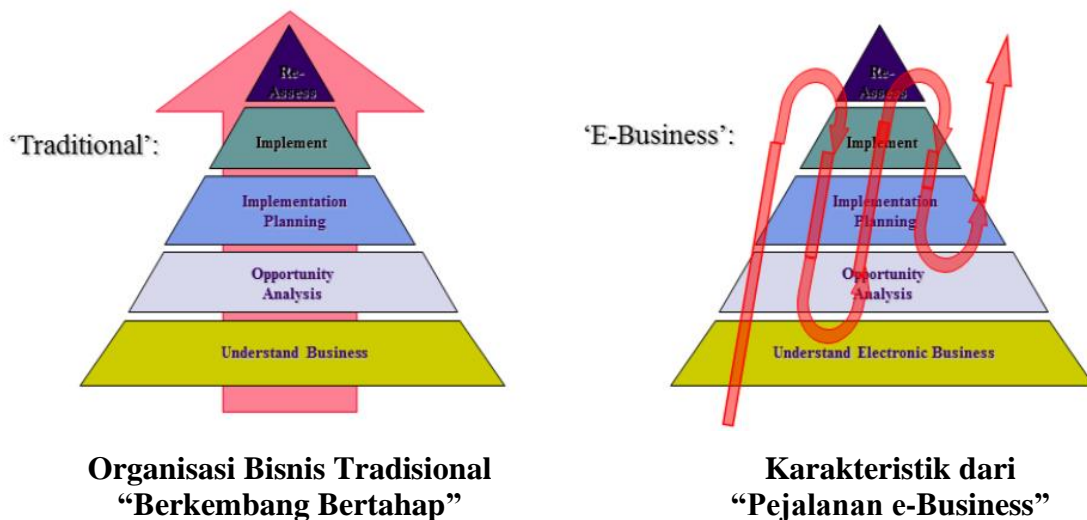 ‘Traditional’:
Re-
Assess
Implement
Implementation
Planning
Opportunity
Analysis
Understand Business
Organisasi Bisnis Tradisional
“Berkembang Bertahap”
‘E-Business’:
Re-
Assess
Implement
Implementation
Planning
Opportunity
Analysis
Understand Electronic Business
Karakteristik dari
“Pejalanan e-Business”